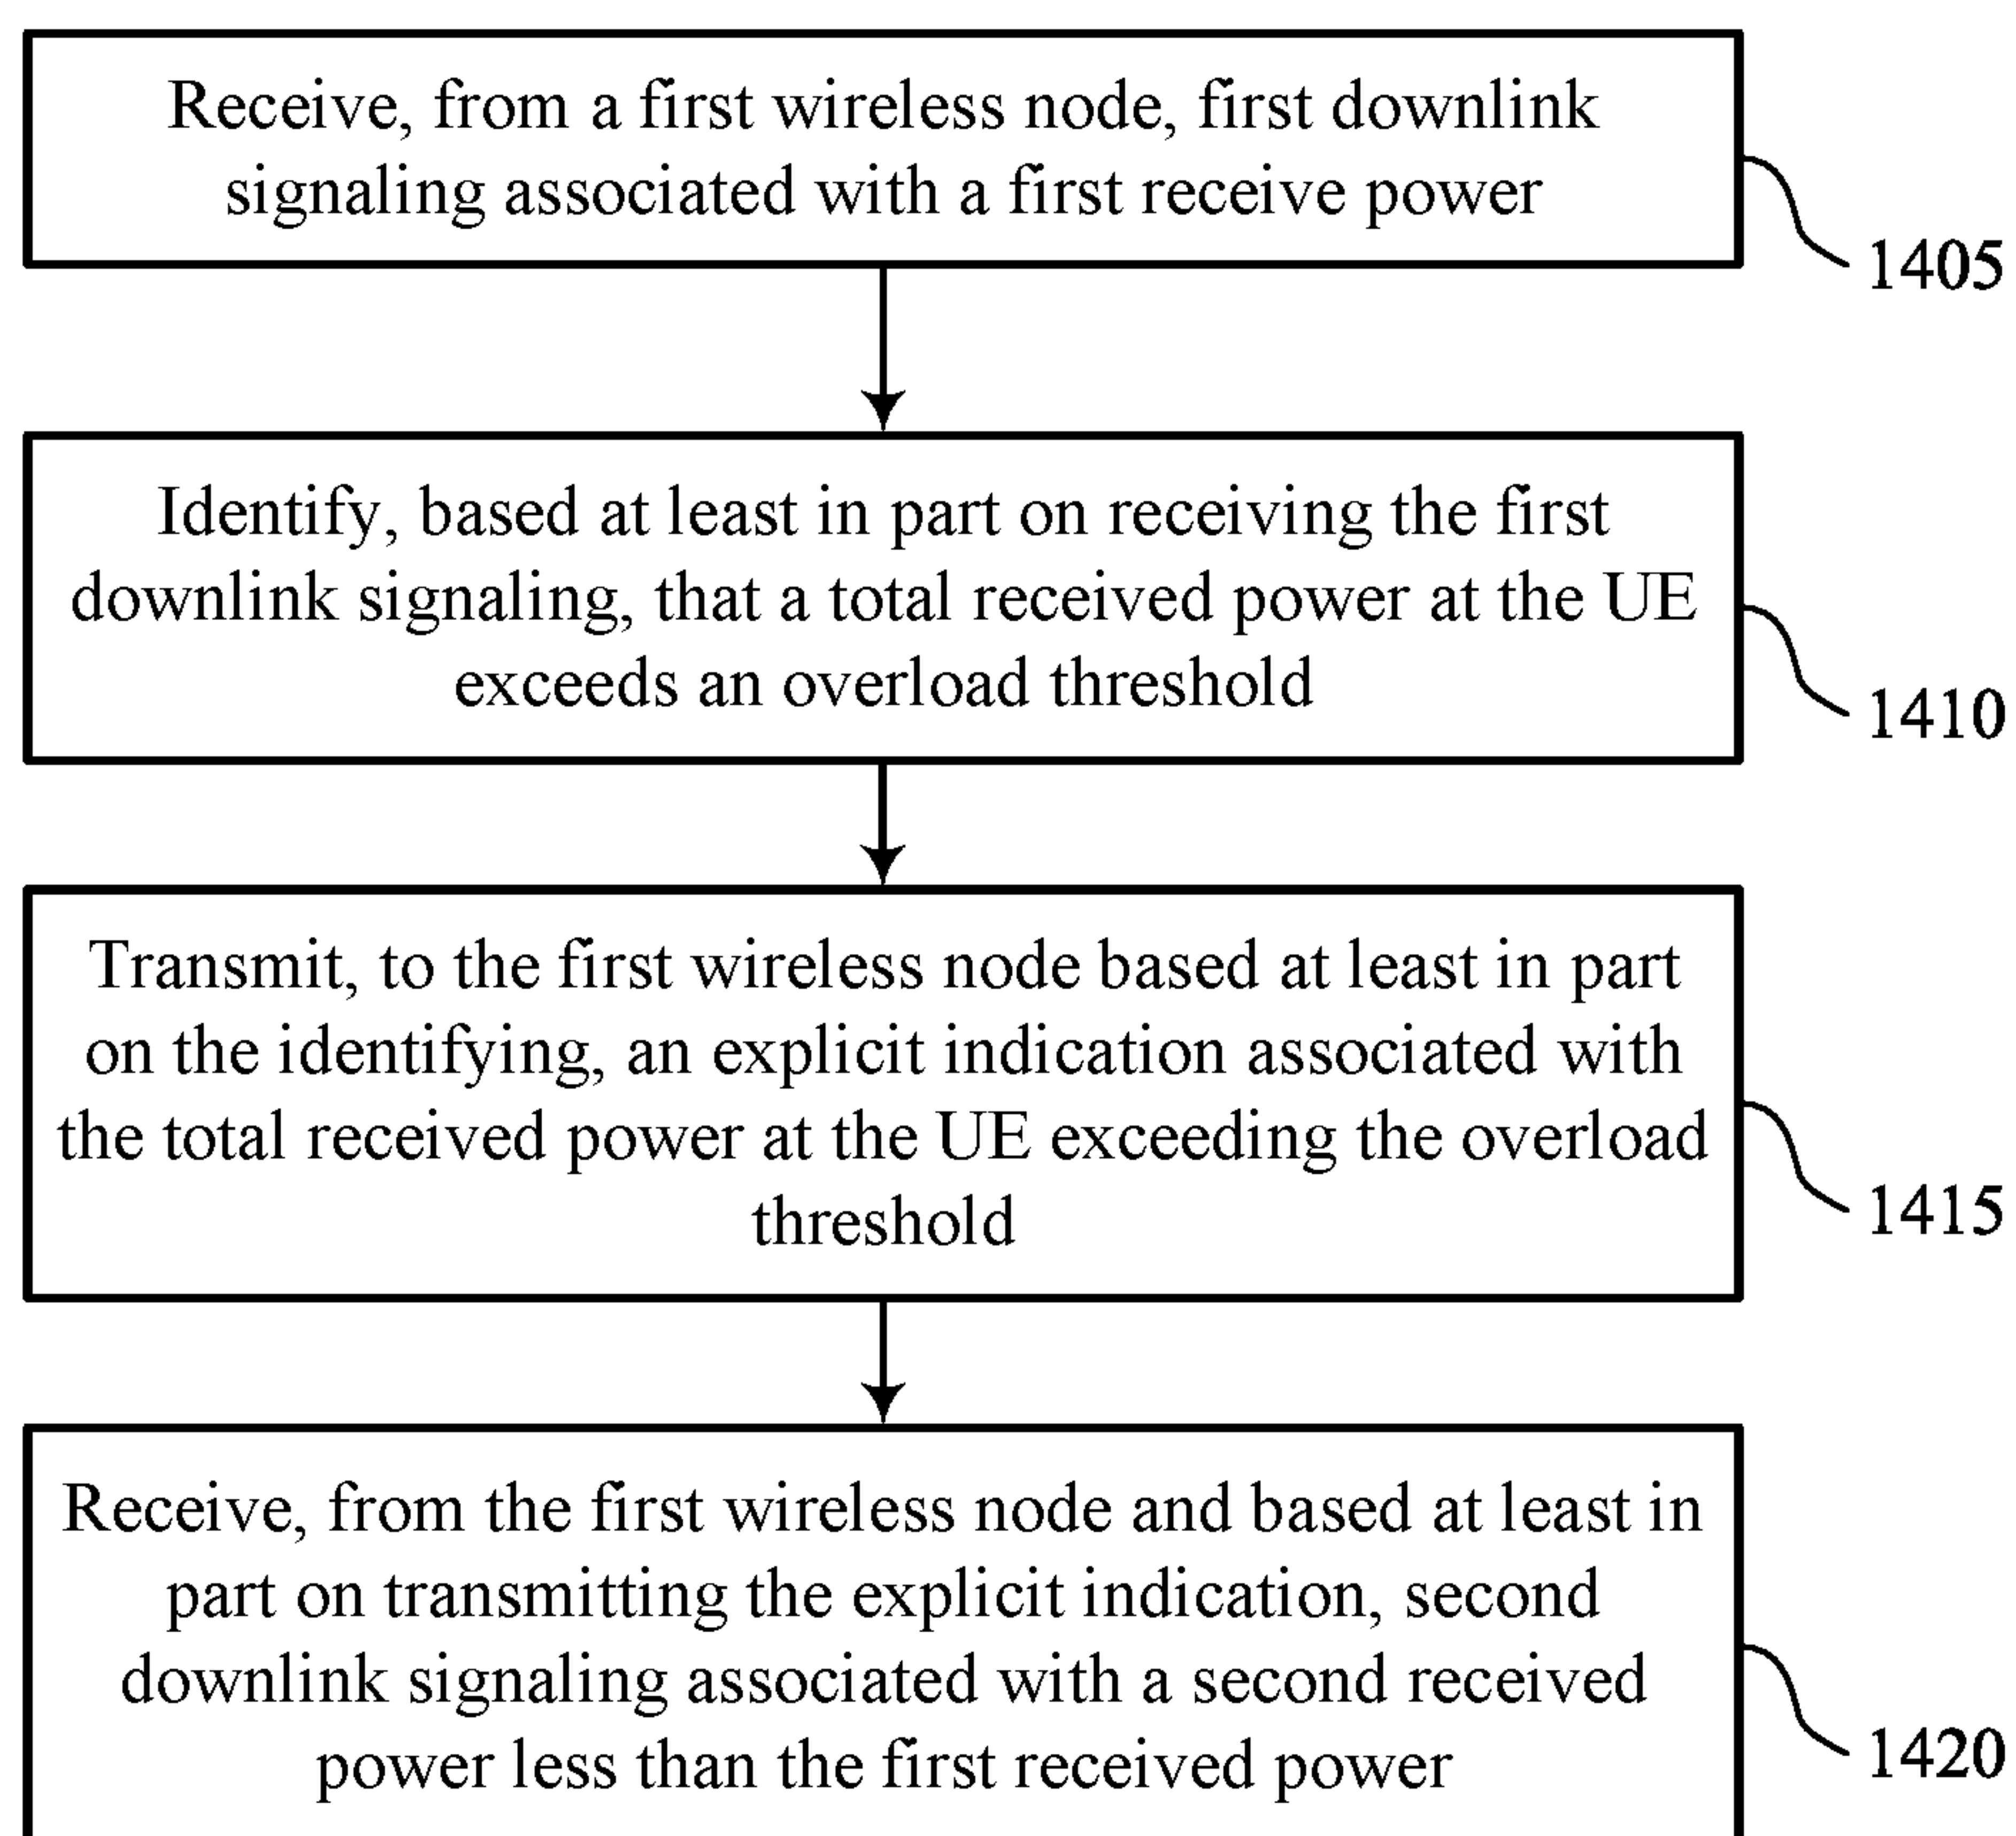 Receive, from a first wireless node, first downlink
signaling associated with a first receive power
1405
Identify, based at least in part on receiving the first
downlink signaling, that a total received power at the UE
exceeds an overload threshold
1410
Transmit, to the first wireless node based at least in part
on the identifying, an explicit indication associated with
the total received power at the UE exceeding the overload
threshold
1415
Receive, from the first wireless node and based at least in
part on transmitting the explicit indication, second
downlink signaling associated with a second received
power less than the first received power
1420